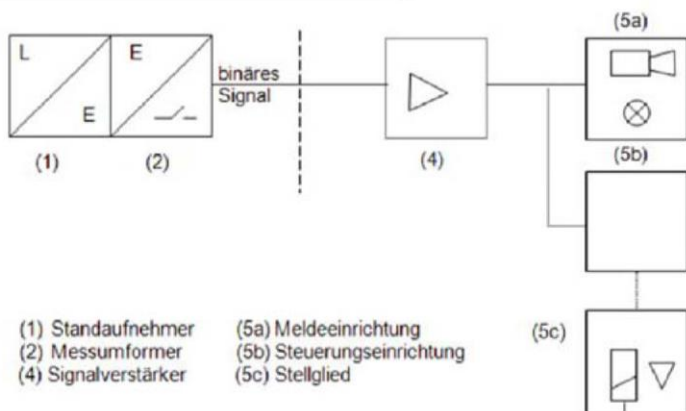 (5a)
L
E
E
binäres
Signal
(1)
(2)
(4)
(5b)
(1) Standaufnehmer
(2) Messumformer
(4) Signalverstärker
(5a) Meldeeinrichtung
(5b) Steuerungseinrichtung
(5c) Stellglied
(5c)